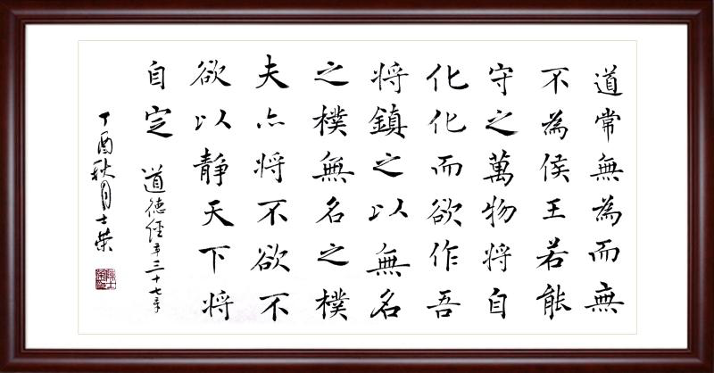 道常無為而無
不為侯王若能
守之萬物将自
化化而欲作吾
将鎮之以無名
之樸無名之樸
夫亦将不欲不
欲以静天下将
自定 道德经第三十七章
丁酉秋月士荣